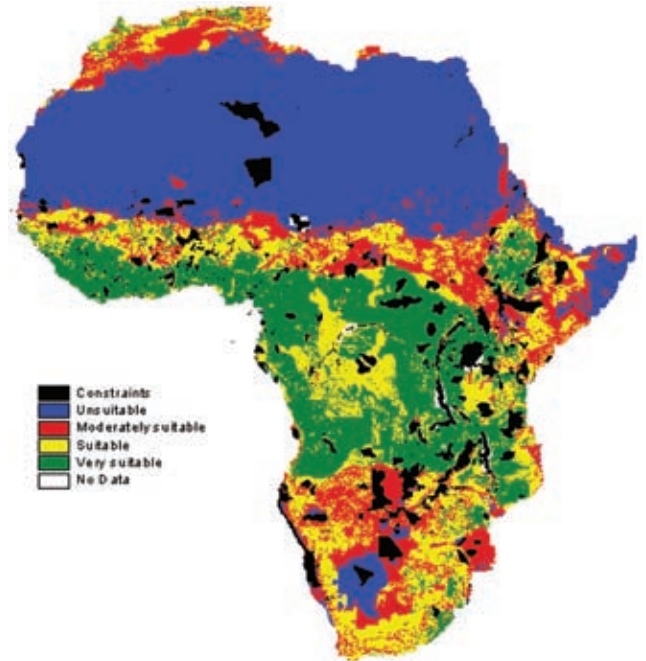 Constraints
Unsuitable
Moderately suitable
Suitable
Very suitable
No Data